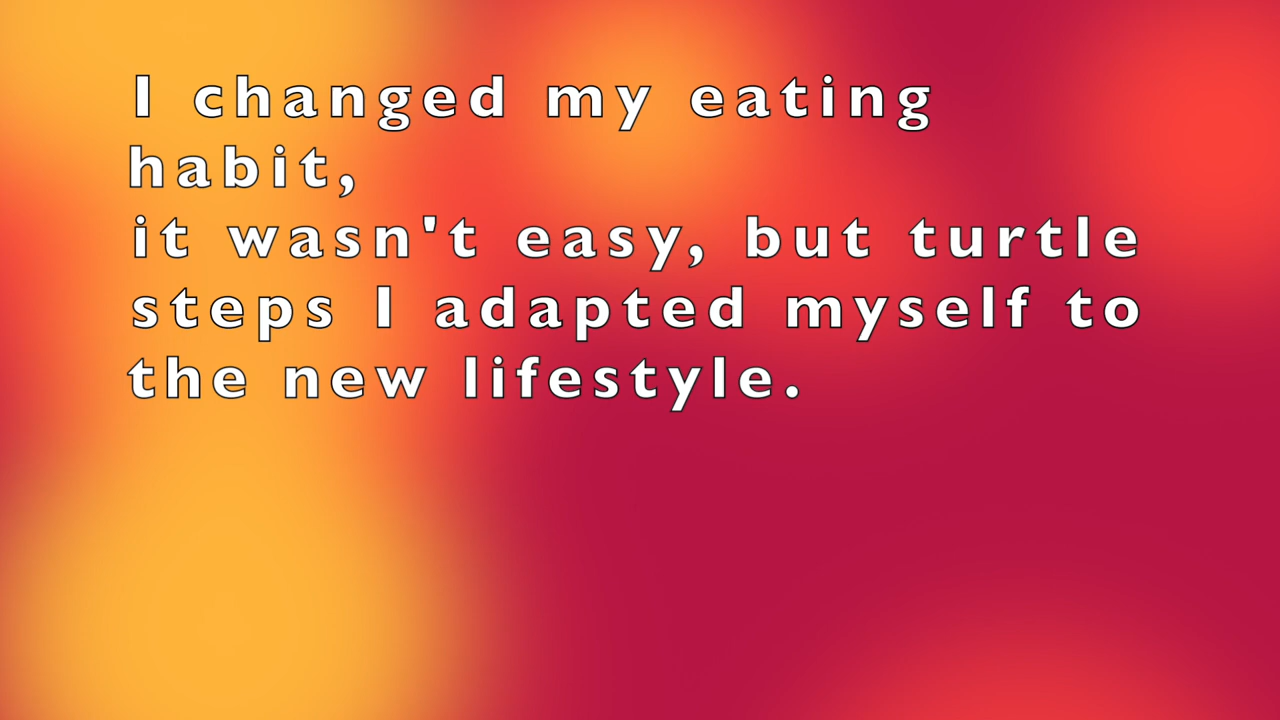 I changed my eating
habit,
it wasn't easy, but turtle
steps I adapted myself to
the new lifestyle.